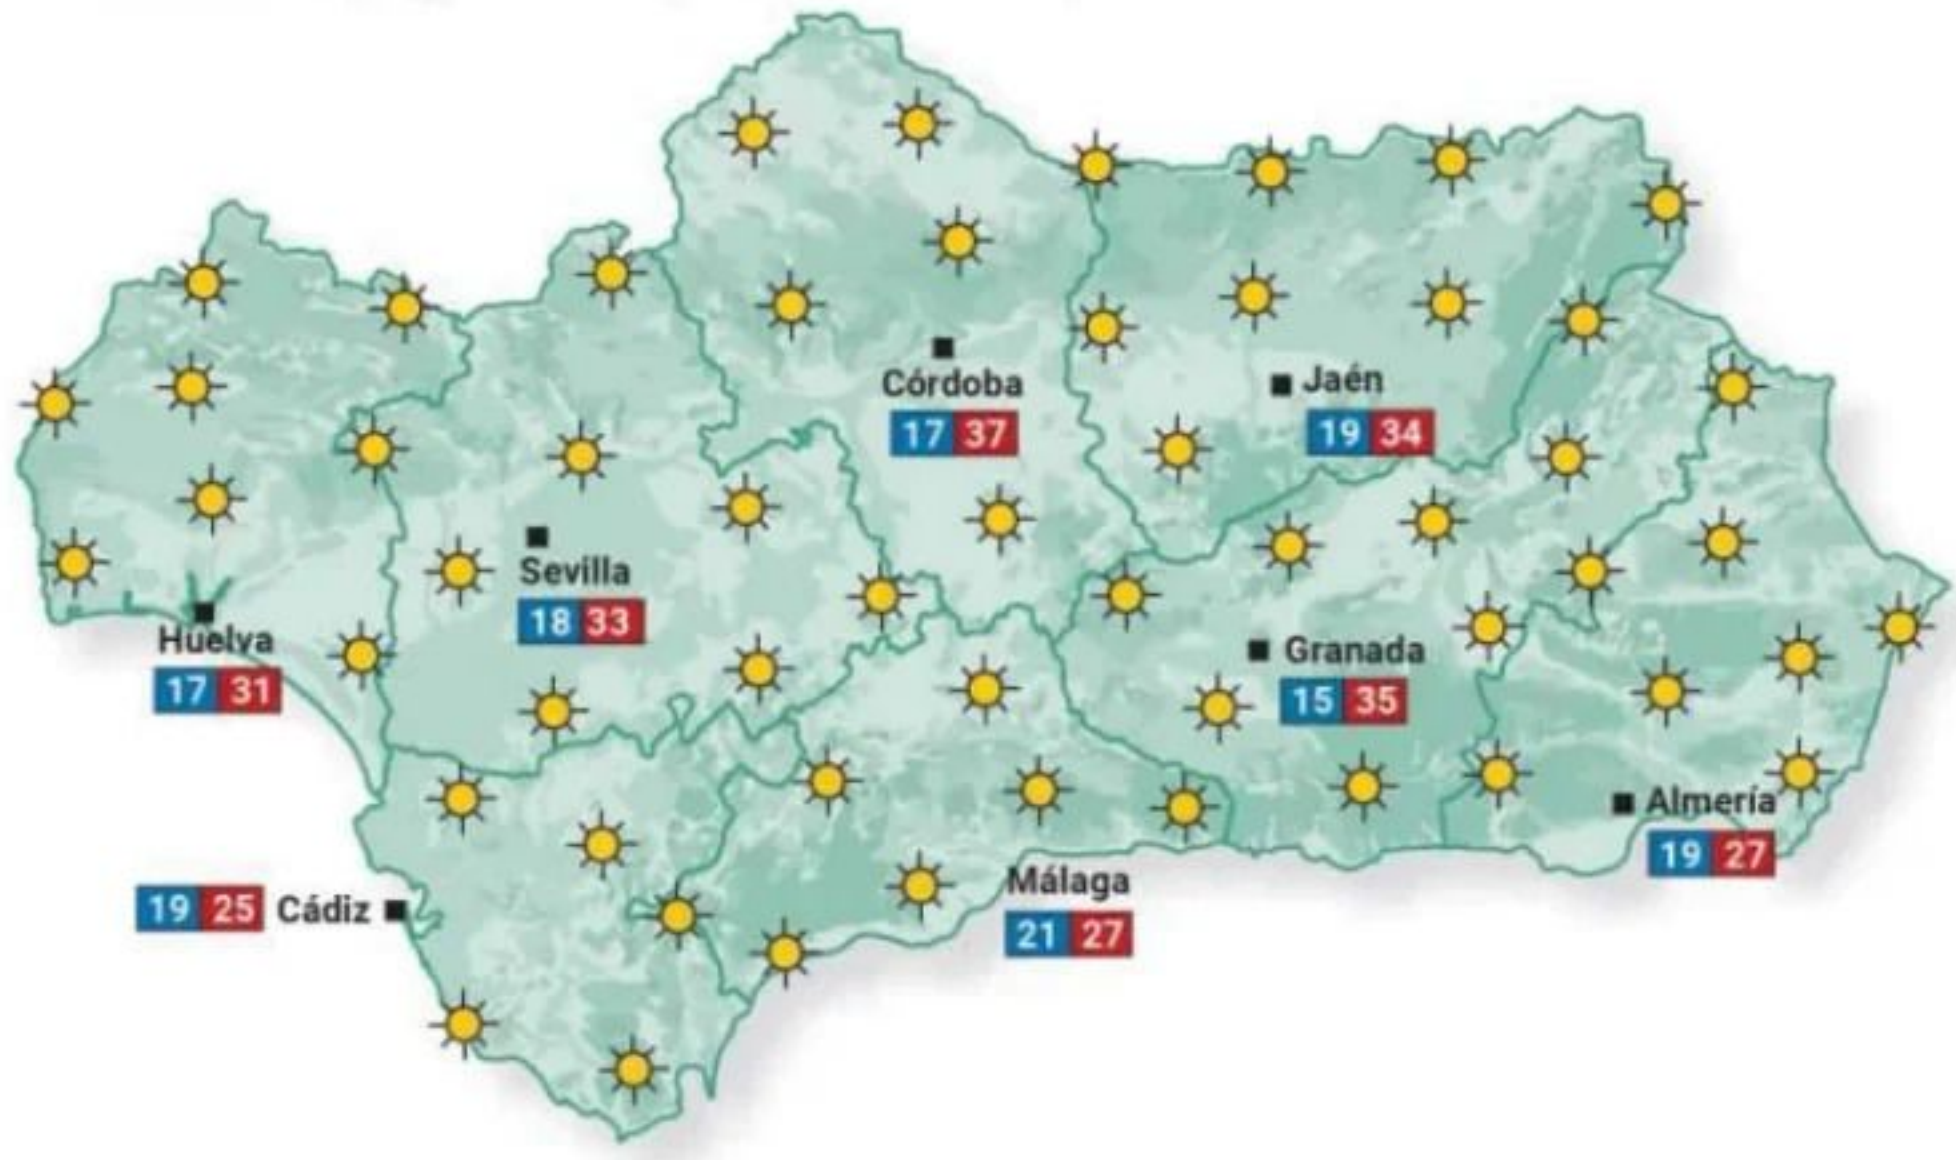 Córdoba
17 37
Jaén
19 34
Sevilla
18 33
Huelva
17 31
Granada
15 35
Almería
19 27
19 25 Cádiz
Málaga
21 27